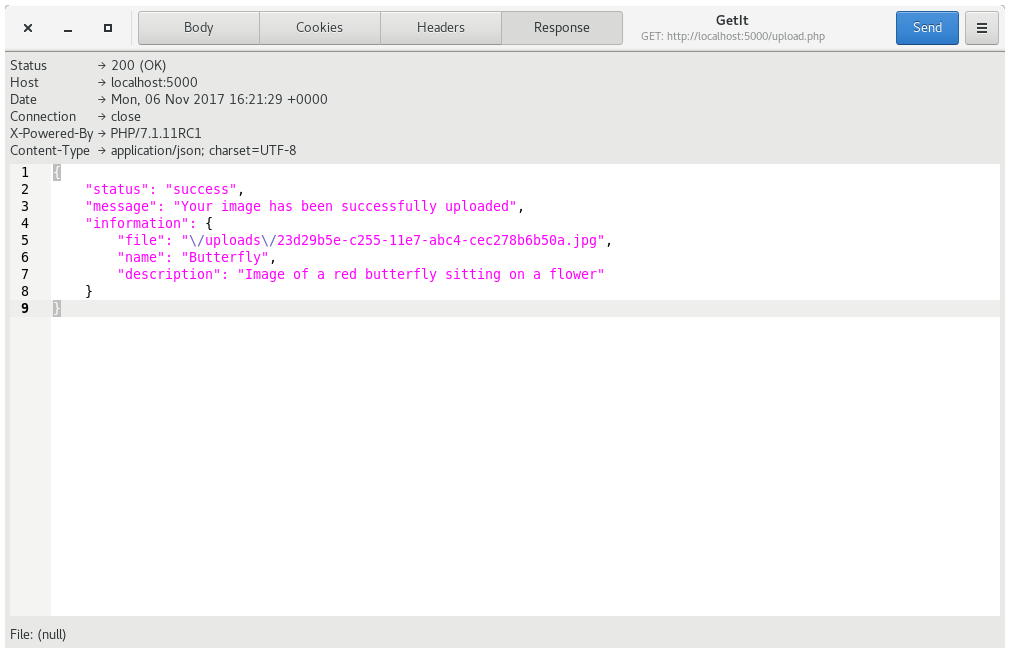 Body Cookies Headers Response GetIt Send
GET: http://localhost:5000/upload.php
Status → 200 (OK)
Host → localhost:5000
Date → Mon, 06 Nov 2017 16:21:29 +0000
Connection → close
X-Powered-By → PHP/7.1.11RC1
Content-Type → application/json; charset=UTF-8
1 {
2     "status": "success",
3     "message": "Your image has been successfully uploaded",
4     "information": {
5         "file": "\/uploads\/23d29b5e-c255-11e7-abc4-cec278b6b50a.jpg",
6         "name": "Butterfly",
7         "description": "Image of a red butterfly sitting on a flower"
8     }
9 }
File: (null)